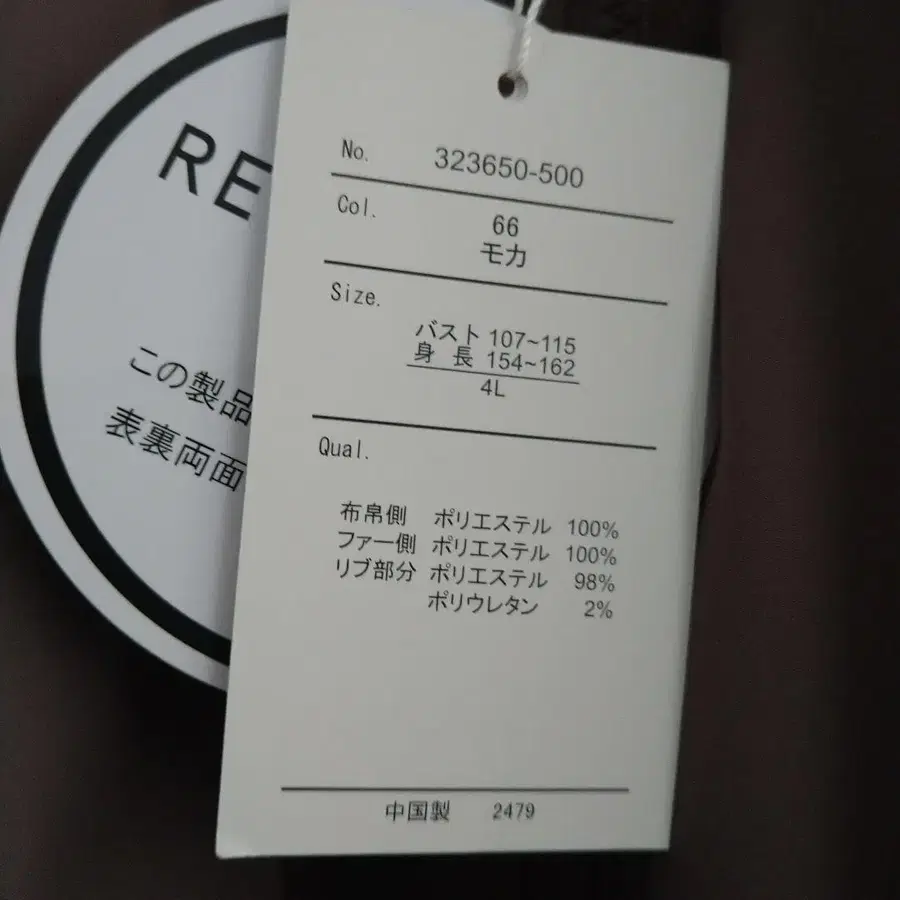 RE
この製品
表裏両面
No. 323650-500
Col. 66
モカ
Size.
バスト 107~115
身 長 154~162
4L
Qual.
布帛側 ポリエステル 100%
ファー側 ポリエステル 100%
リブ部分 ポリエステル 98%
ポリウレタン 2%
中国製 2479